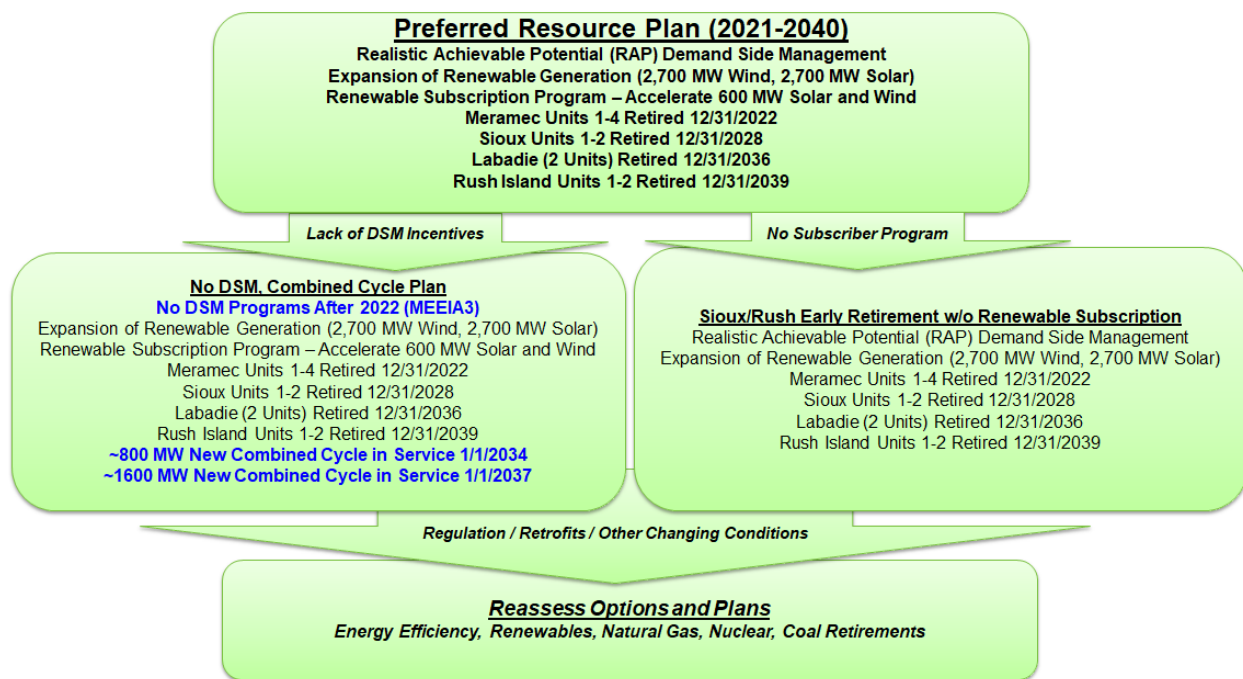 Preferred Resource Plan (2021-2040)
Realistic Achievable Potential (RAP) Demand Side Management
Expansion of Renewable Generation (2,700 MW Wind, 2,700 MW Solar)
Renewable Subscription Program – Accelerate 600 MW Solar and Wind
Meramec Units 1-4 Retired 12/31/2022
Sioux Units 1-2 Retired 12/31/2028
Labadie (2 Units) Retired 12/31/2036
Rush Island Units 1-2 Retired 12/31/2039
Lack of DSM Incentives
No Subscriber Program
No DSM, Combined Cycle Plan
No DSM Programs After 2022 (MEEIA3)
Expansion of Renewable Generation (2,700 MW Wind, 2,700 MW Solar)
Renewable Subscription Program – Accelerate 600 MW Solar and Wind
Meramec Units 1-4 Retired 12/31/2022
Sioux Units 1-2 Retired 12/31/2028
Labadie (2 Units) Retired 12/31/2036
Rush Island Units 1-2 Retired 12/31/2039
~800 MW New Combined Cycle in Service 1/1/2034
~1600 MW New Combined Cycle in Service 1/1/2037
Sioux/Rush Early Retirement w/o Renewable Subscription
Realistic Achievable Potential (RAP) Demand Side Management
Expansion of Renewable Generation (2,700 MW Wind, 2,700 MW Solar)
Meramec Units 1-4 Retired 12/31/2022
Sioux Units 1-2 Retired 12/31/2028
Labadie (2 Units) Retired 12/31/2036
Rush Island Units 1-2 Retired 12/31/2039
Regulation / Retrofits / Other Changing Conditions
Reassess Options and Plans
Energy Efficiency, Renewables, Natural Gas, Nuclear, Coal Retirements